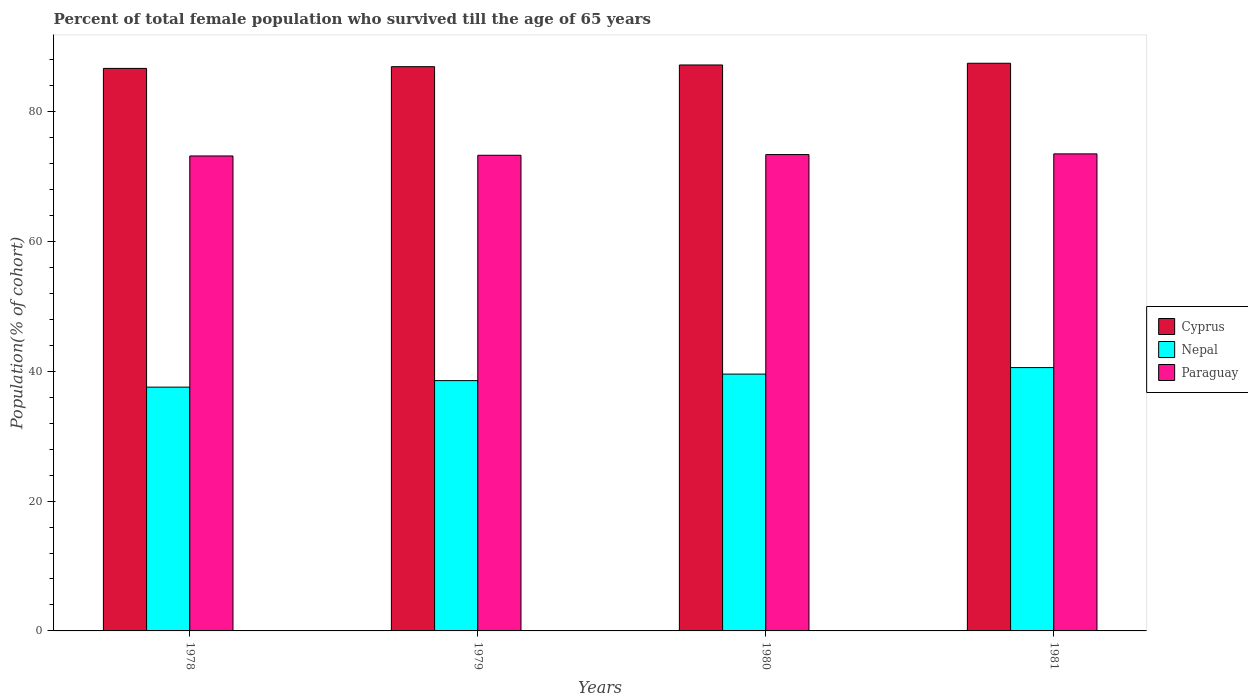 Percent of total female population who survived till the age of 65 years
Population(% of cohort)
80
60
40
20
0
1978
1979
1980
1981
Years
Cyprus
Nepal
Paraguay